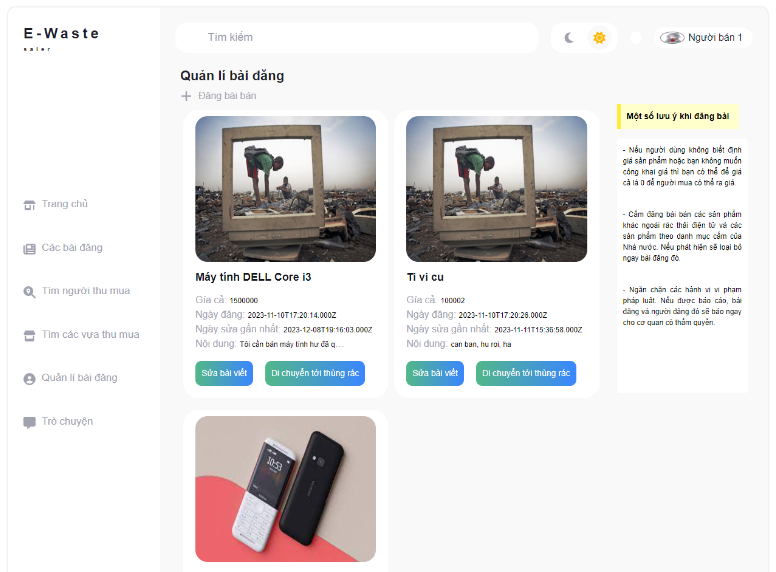 E-Waste
saler
Tìm kiếm
Người bán 1
Trang chủ
Các bài đăng
Tìm người thu mua
Tìm các vựa thu mua
Quản lí bài đăng
Trò chuyện
Quản lí bài đăng
+ Đăng bài bán
Máy tính DELL Core i3
Gía cả: 1500000
Ngày đăng: 2023-11-10T17:20:14.000Z
Ngày sửa gần nhất: 2023-12-08T19:16:03.000Z
Nội dung: Tôi cần bán máy tính hư đã q...
Sửa bài viết
Di chuyển tới thùng rác
Ti vi cu
Gía cả: 100002
Ngày đăng: 2023-11-10T17:20:26.000Z
Ngày sửa gần nhất: 2023-11-11T15:36:58.000Z
Nội dung: can ban, hu roi, ha
Sửa bài viết
Di chuyển tới thùng rác
10:53
Một số lưu ý khi đăng bài
- Nếu người dùng không biết định
giá sản phẩm hoặc bạn không muốn
công khai giá thì bạn có thể để giá
cả là 0 để người mua có thể ra giá.
- Cấm đăng bài bán các sản phẩm
khác ngoài rác thải điện tử và các
sản phẩm theo danh mục cấm của
Nhà nước. Nếu phát hiện sẽ loại bỏ
ngay bài đăng đó.
- Ngăn chặn các hành vi vi phạm
pháp luật. Nếu được báo cáo, bài
đăng và người đăng đó sẽ báo ngay
cho cơ quan có thẩm quyền.